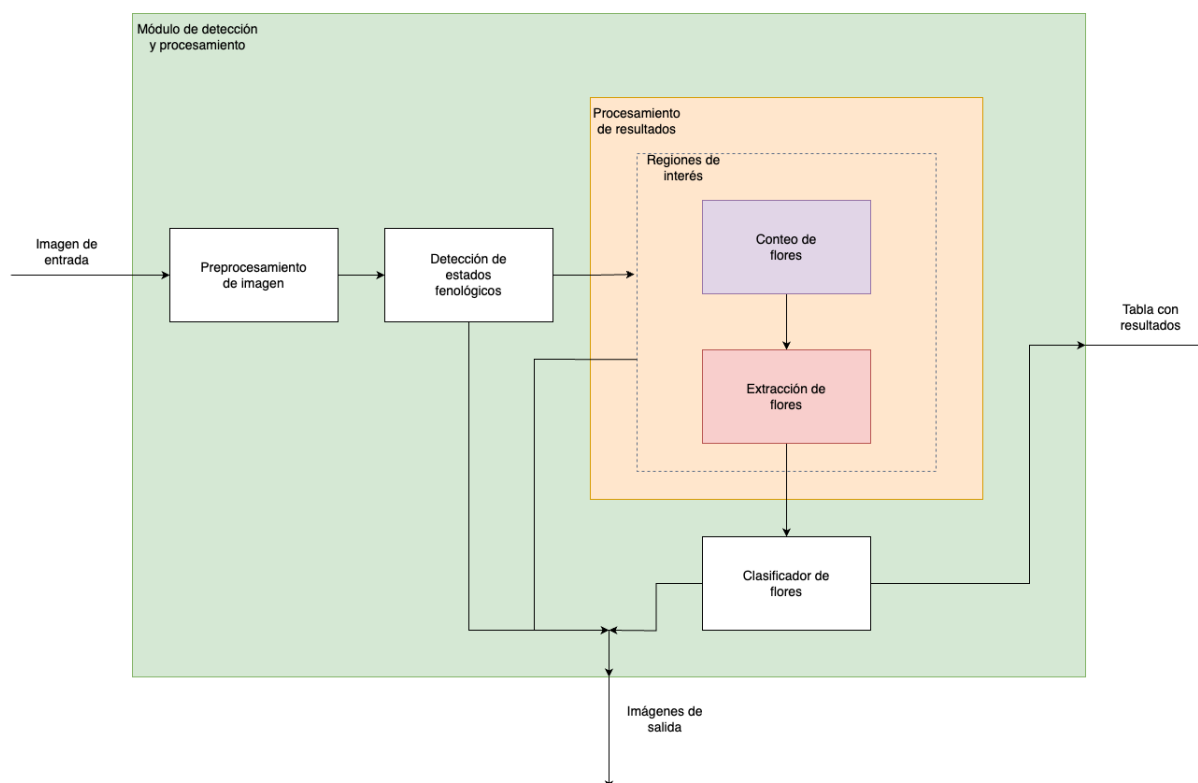 Módulo de detección
y procesamiento
Procesamiento
de resultados
Regiones de
interés
Conteo de
flores
Imagen de
entrada
Preprocesamiento
de imagen
Detección de
estados
fenológicos
Tabla con
resultados
Extracción de
flores
Clasificador de
flores
Imágenes de
salida